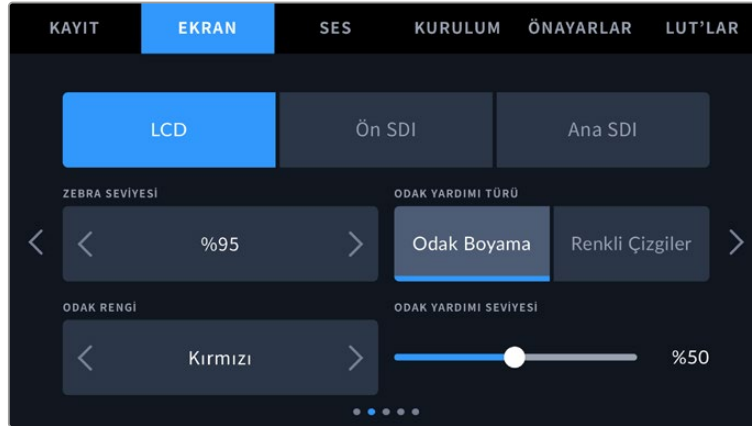 KAYIT EKRAN SES KURULUM ÖNAYARLAR LUT’LAR
LCD Ön SDI Ana SDI
ZEBRA SEVİYESİ ODAK YARDIMI TÜRÜ
%95 Odak Boyama Renkli Çizgiler
ODAK RENGİ ODAK YARDIMI SEVİYESİ
Kırmızı %50